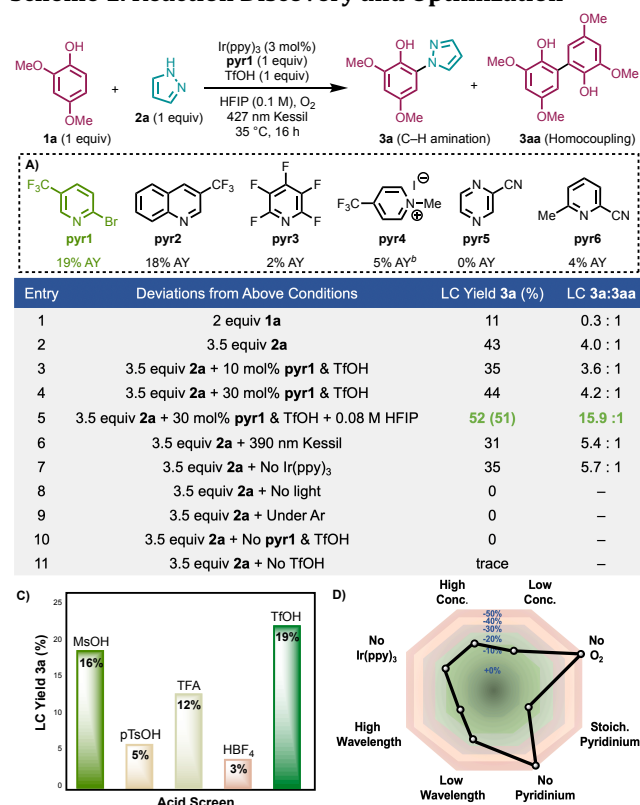 Scheme 1. Reaction Discovery and Optimization
OH
MeO
OMe
1a (1 equiv)
+
H
N
N
2a (1 equiv)
Ir(ppy)3 (3 mol%)
pyr1 (1 equiv)
TfOH (1 equiv)
HFIP (0.1 M), O2
427 nm Kessil
35 °C, 16 h
OH
N
N
MeO
OMe
3a (C–H amination)
+
OMe
OH
MeO
OMe
OH
OMe
3aa (Homocoupling)
A)
F3C
N
Br
pyr1
19% AY
CF3
N
pyr2
18% AY
F
F
F
F
N
F
pyr3
2% AY
I ⊖
F3C
N
Me
⊕
pyr4
5% AYb
N
CN
N
pyr5
0% AY
Me
N
CN
pyr6
4% AY
Entry Deviations from Above Conditions LC Yield 3a (%) LC 3a:3aa
1 2 equiv 1a 11 0.3 : 1
2 3.5 equiv 2a 43 4.0 : 1
3 3.5 equiv 2a + 10 mol% pyr1 & TfOH 35 3.6 : 1
4 3.5 equiv 2a + 30 mol% pyr1 & TfOH 44 4.2 : 1
5 3.5 equiv 2a + 30 mol% pyr1 & TfOH + 0.08 M HFIP 52 (51) 15.9 :1
6 3.5 equiv 2a + 390 nm Kessil 31 5.4 : 1
7 3.5 equiv 2a + No Ir(ppy)3 35 5.7 : 1
8 3.5 equiv 2a + No light 0 –
9 3.5 equiv 2a + Under Ar 0 –
10 3.5 equiv 2a + No pyr1 & TfOH 0 –
11 3.5 equiv 2a + No TfOH trace –
C)
LC Yield 3a (%)
25
20
15
10
5
0
MsOH
16%
pTsOH
5%
TFA
12%
HBF4
3%
TfOH
19%
Acid Screen
D)
High
Conc.
Low
Conc.
No
O2
Stoich.
Pyridinium
No
Pyridinium
Low
Wavelength
High
Wavelength
No
Ir(ppy)3
-50%
-40%
-30%
-20%
-10%
+0%